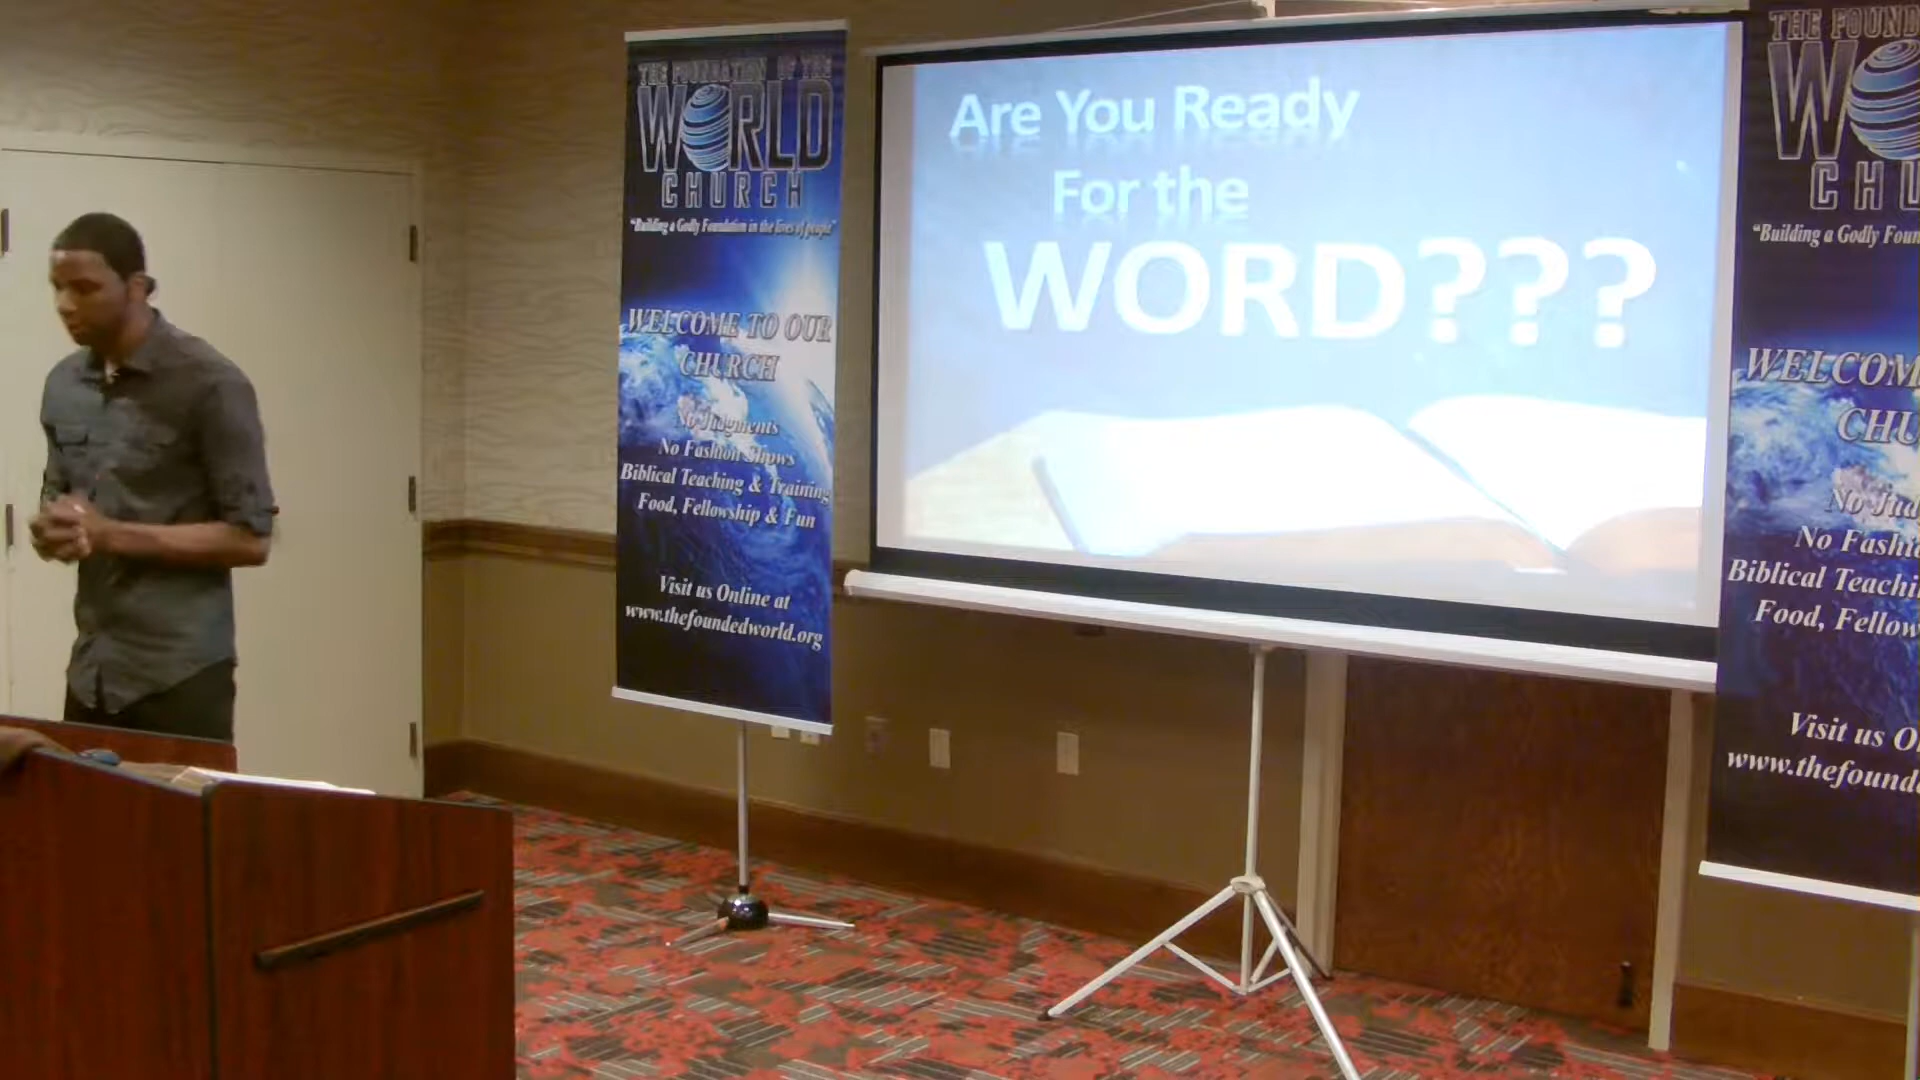 THE FOUNDATION OF THE
WORLD
CHURCH
"Building a Godly Foundation in the lives of people"
WELCOME TO OUR
CHURCH
No Judgments
No Fashion Shows
Biblical Teaching & Training
Food, Fellowship & Fun
Visit us Online at
www.thefoundedworld.org
Are You Ready
For the
WORD???
THE FOUND
WO
CHU
"Building a Godly Foun
WELCOM
CHU
No Jud
No Fashi
Biblical Teachi
Food, Fellow
Visit us O
www.thefound